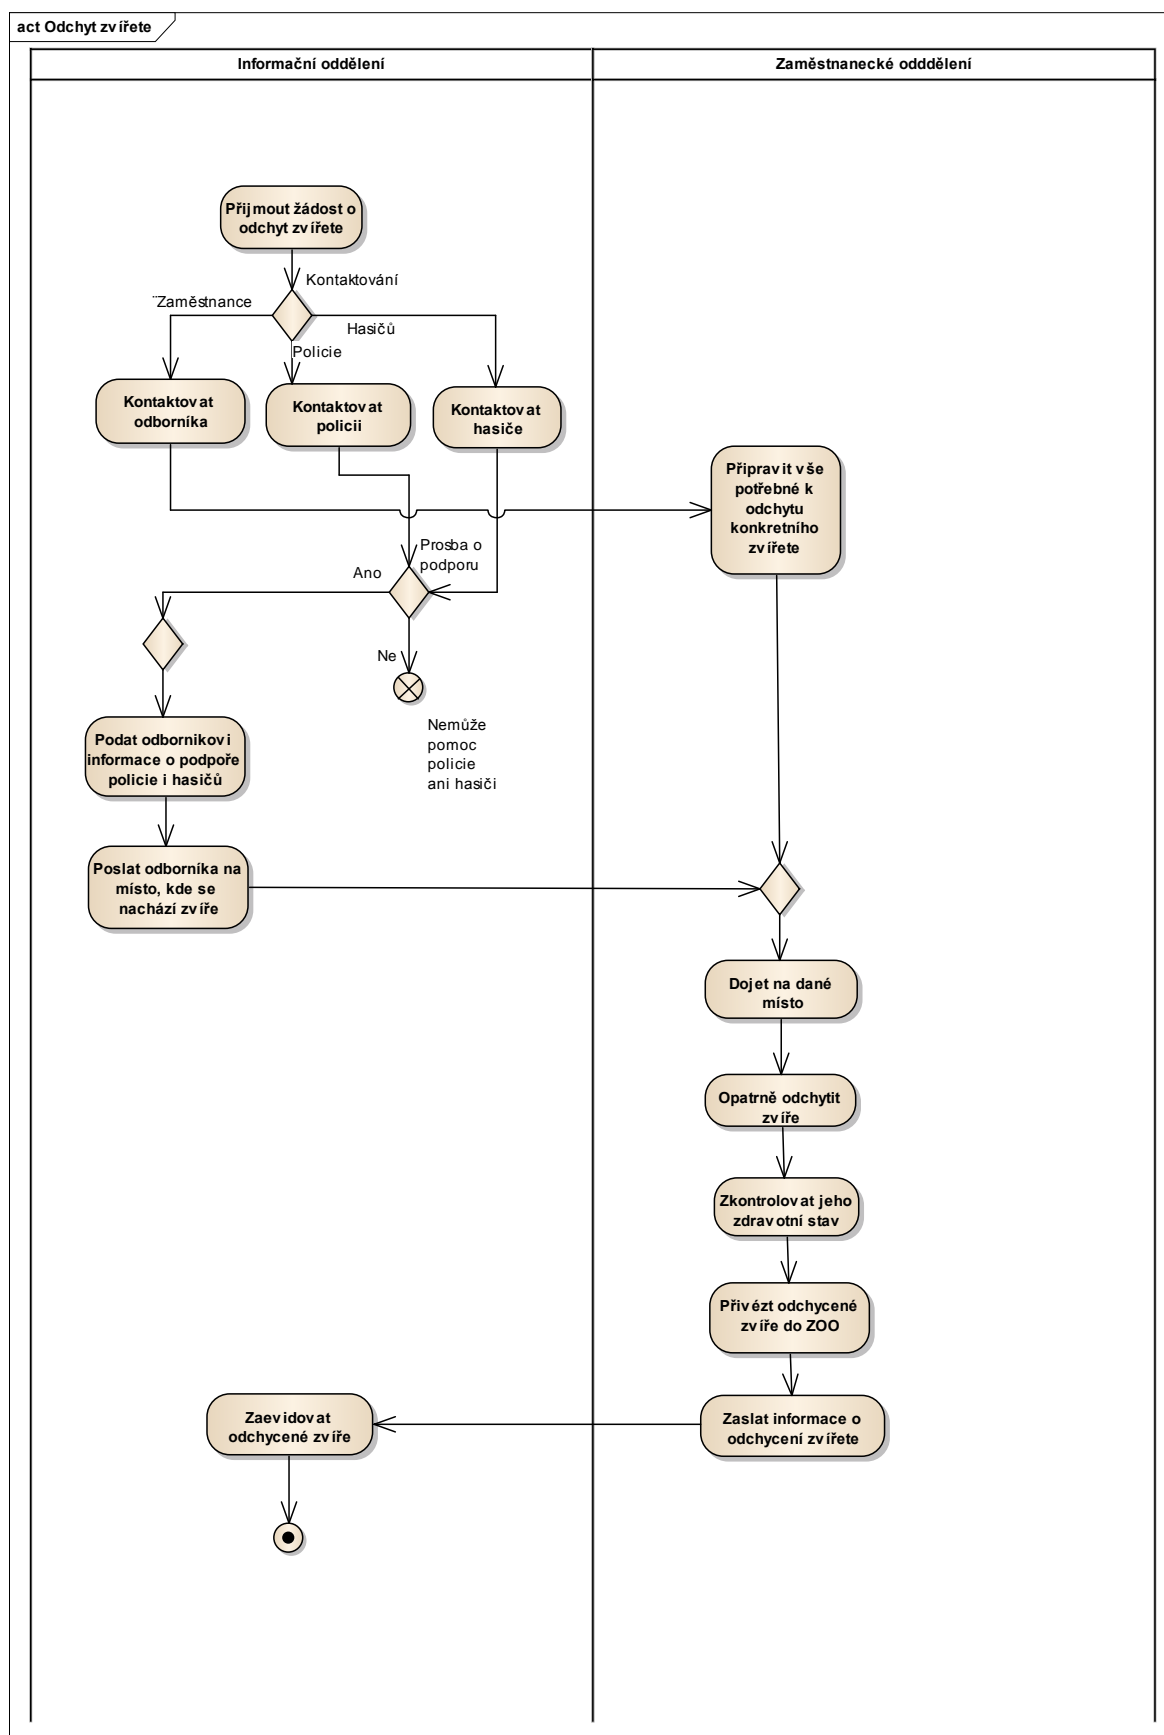 act Odchyt zvířete
Informační oddělení
Zaměstnanecké odddělení
Přijmout žádost o
odchyt zvířete
Kontaktování
¨Zaměstnance
Hasičů
Policie
Kontaktovat
odborníka
Kontaktovat
policii
Kontaktovat
hasiče
Připravit vše
potřebné k
odchytu
konkretního
zvířete
Prosba o
podporu
Ano
Ne
Nemůže
pomoc
policie
ani hasiči
Podat odbornikovi
informace o podpoře
policie i hasičů
Poslat odborníka na
místo, kde se
nachází zvíře
Dojet na dané
místo
Opatrně odchytit
zvíře
Zkontrolovat jeho
zdravotní stav
Přivézt odchycené
zvíře do ZOO
Zaevidovat
odchycené zvíře
Zaslat informace o
odchycení zvířete